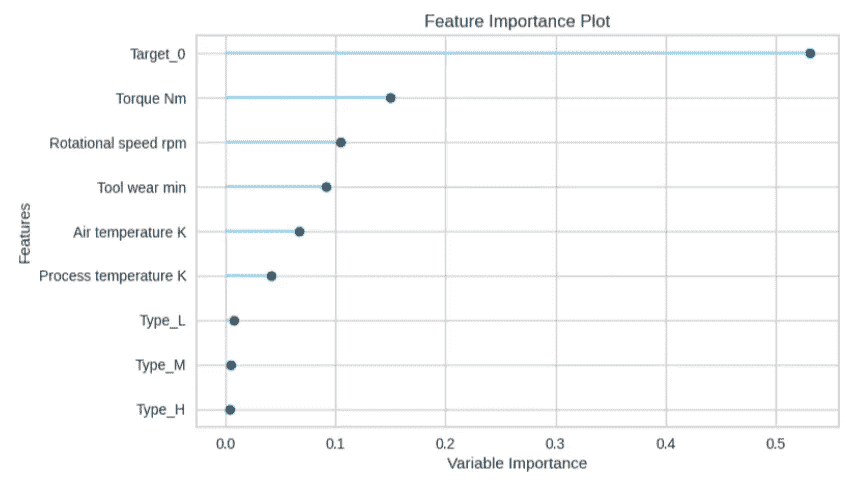 Feature Importance Plot
Target_0
Torque Nm
Rotational speed rpm
Tool wear min
Air temperature K
Process temperature K
Type_L
Type_M
Type_H
Features
0.0 0.1 0.2 0.3 0.4 0.5
Variable Importance